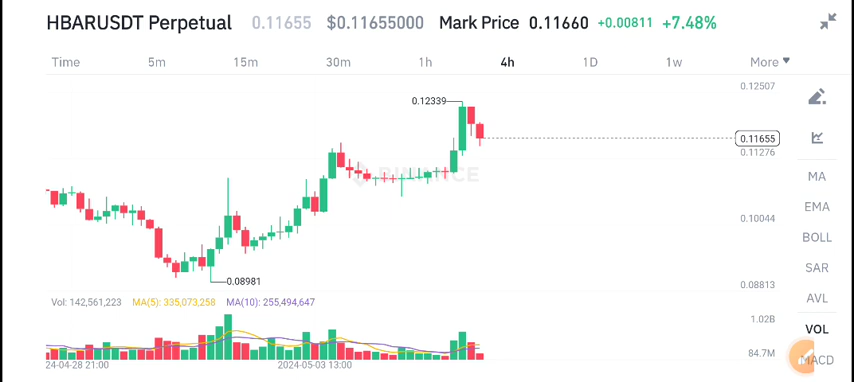 HBARUSDT Perpetual 0.11655 $0.11655000 Mark Price 0.11660 +0.00811 +7.48%
Time 5m 15m 30m 1h 4h 1D 1w More
0.12507
0.12339
0.11655
0.11276
BINANCE
MA
EMA
0.10044
BOLL
SAR
0.08981
0.08813
AVL
Vol: 142,561,223 MA(5): 335,073,258 MA(10): 255,494,647
1.02B
VOL
84.7M
MACD
24-04-28 21:00 2024-05-03 13:00